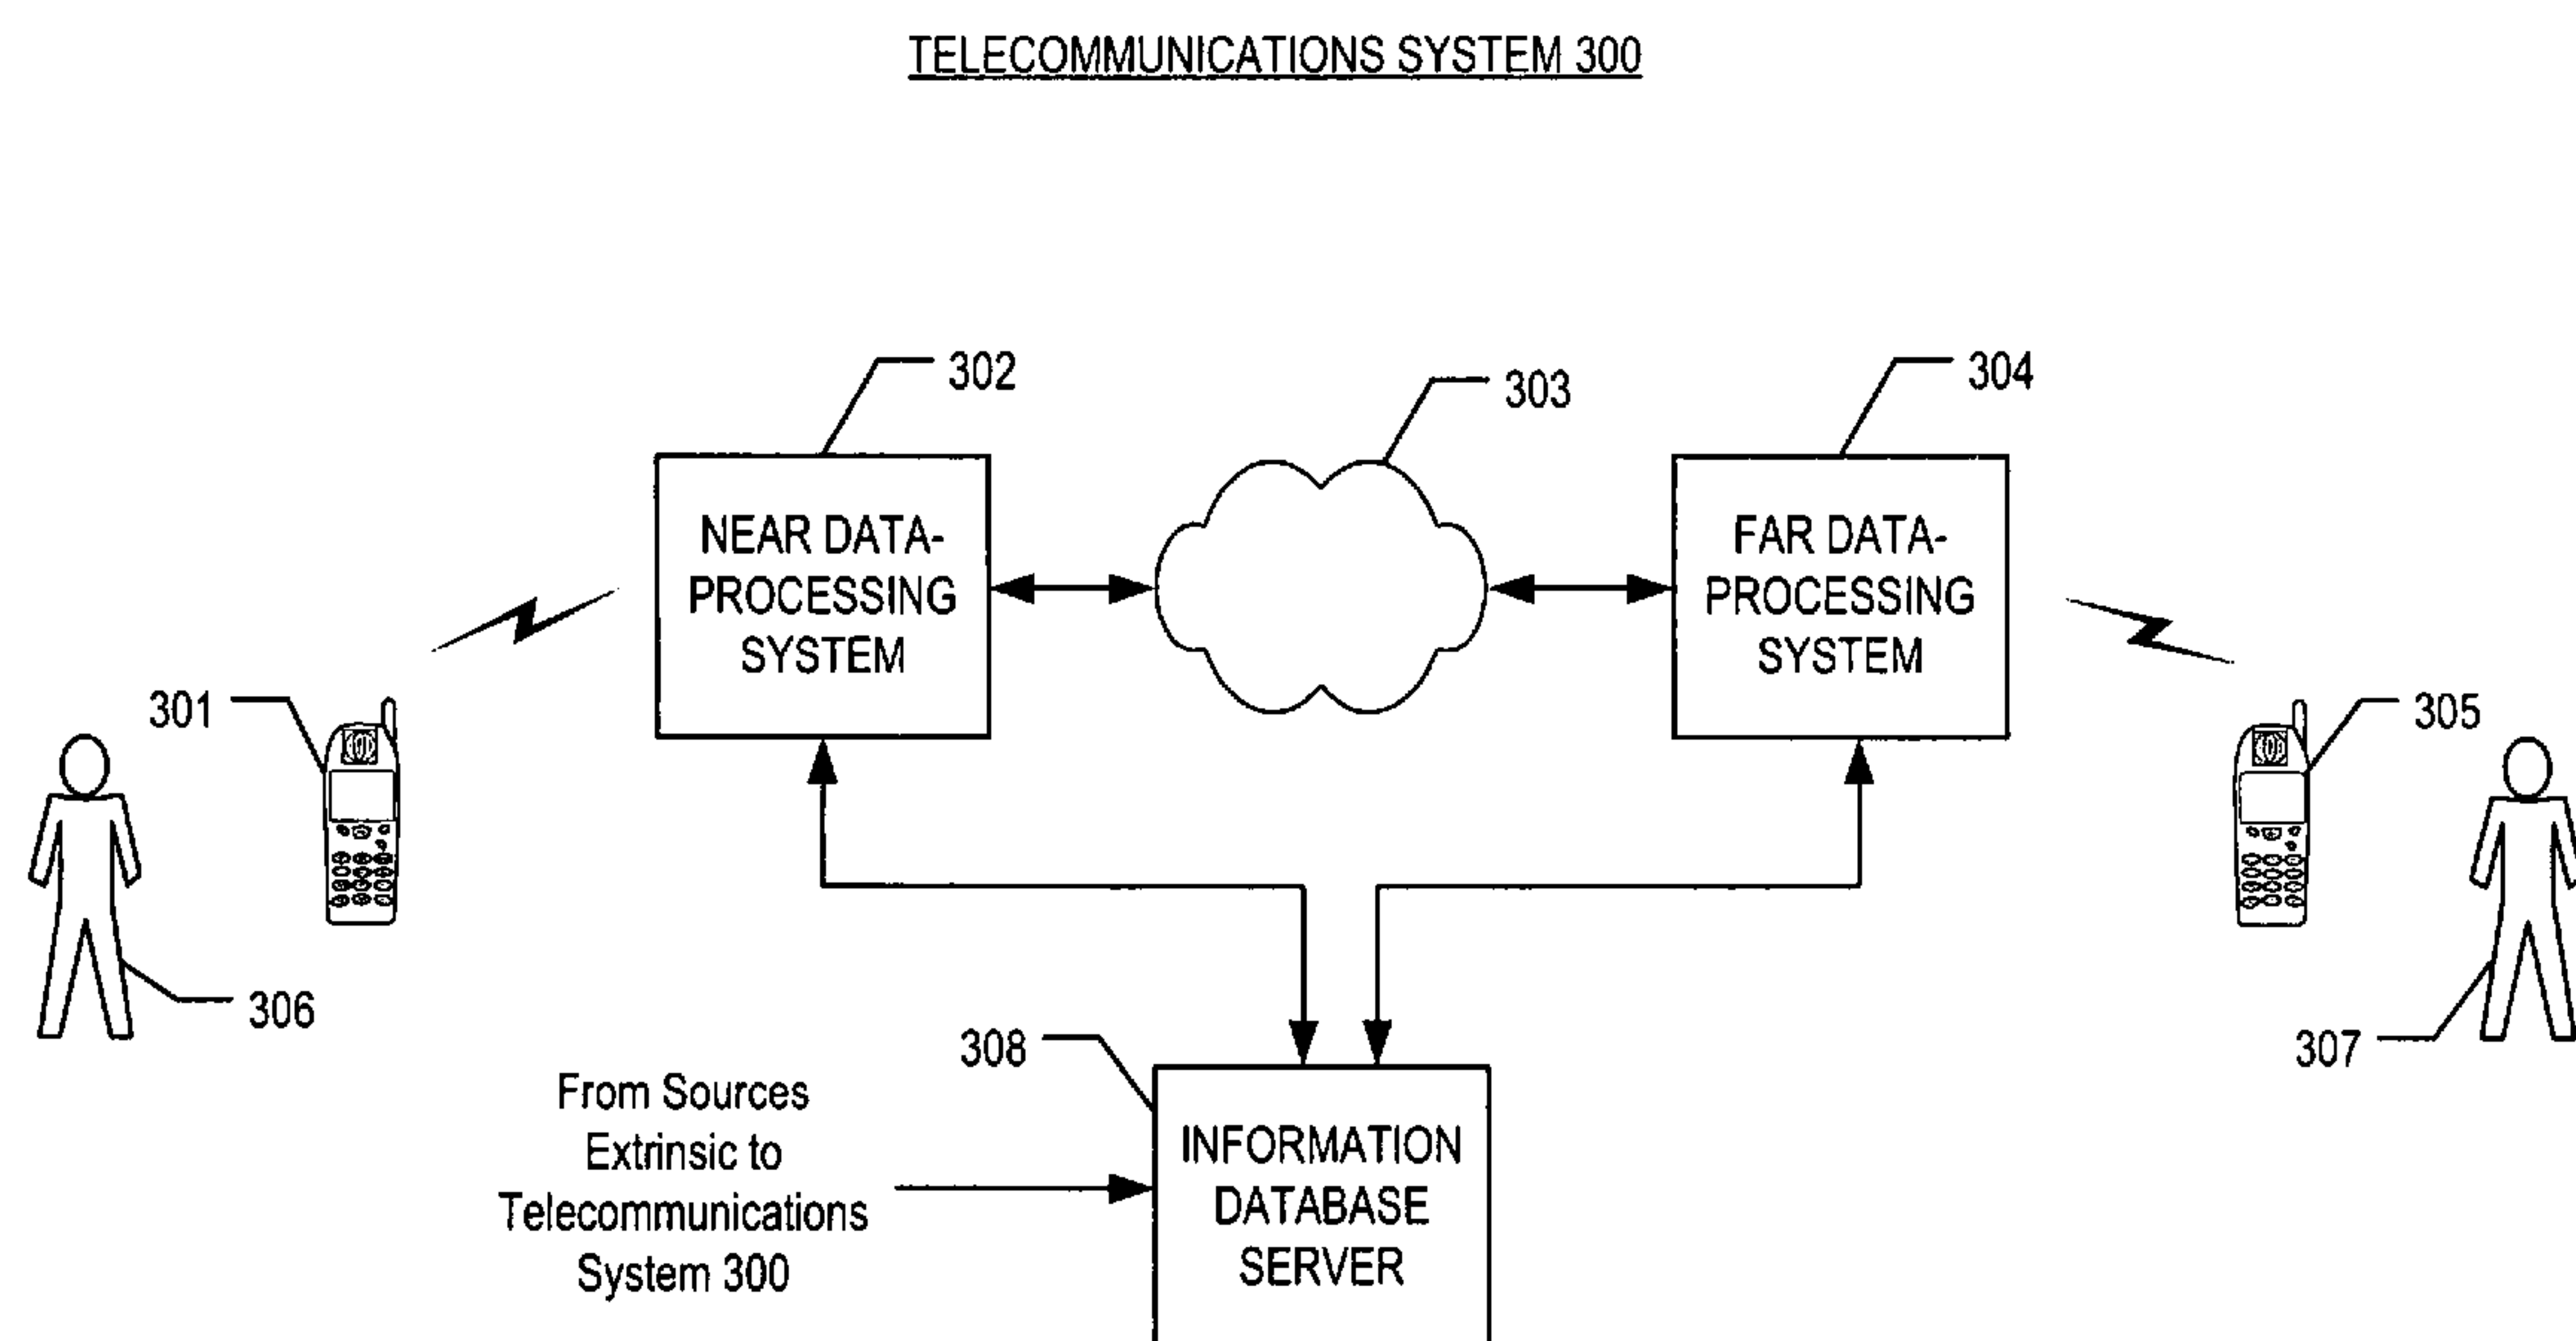 TELECOMMUNICATIONS SYSTEM 300
302
303
304
NEAR DATA-
PROCESSING
SYSTEM
FAR DATA-
PROCESSING
SYSTEM
301
305
306
307
308
From Sources
Extrinsic to
Telecommunications
System 300
INFORMATION
DATABASE
SERVER